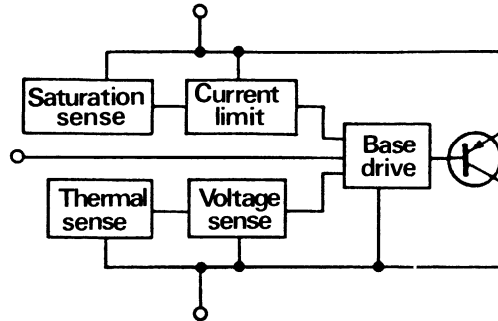 Saturation
sense
Current
limit
Base
drive
Thermal
sense
Voltage
sense